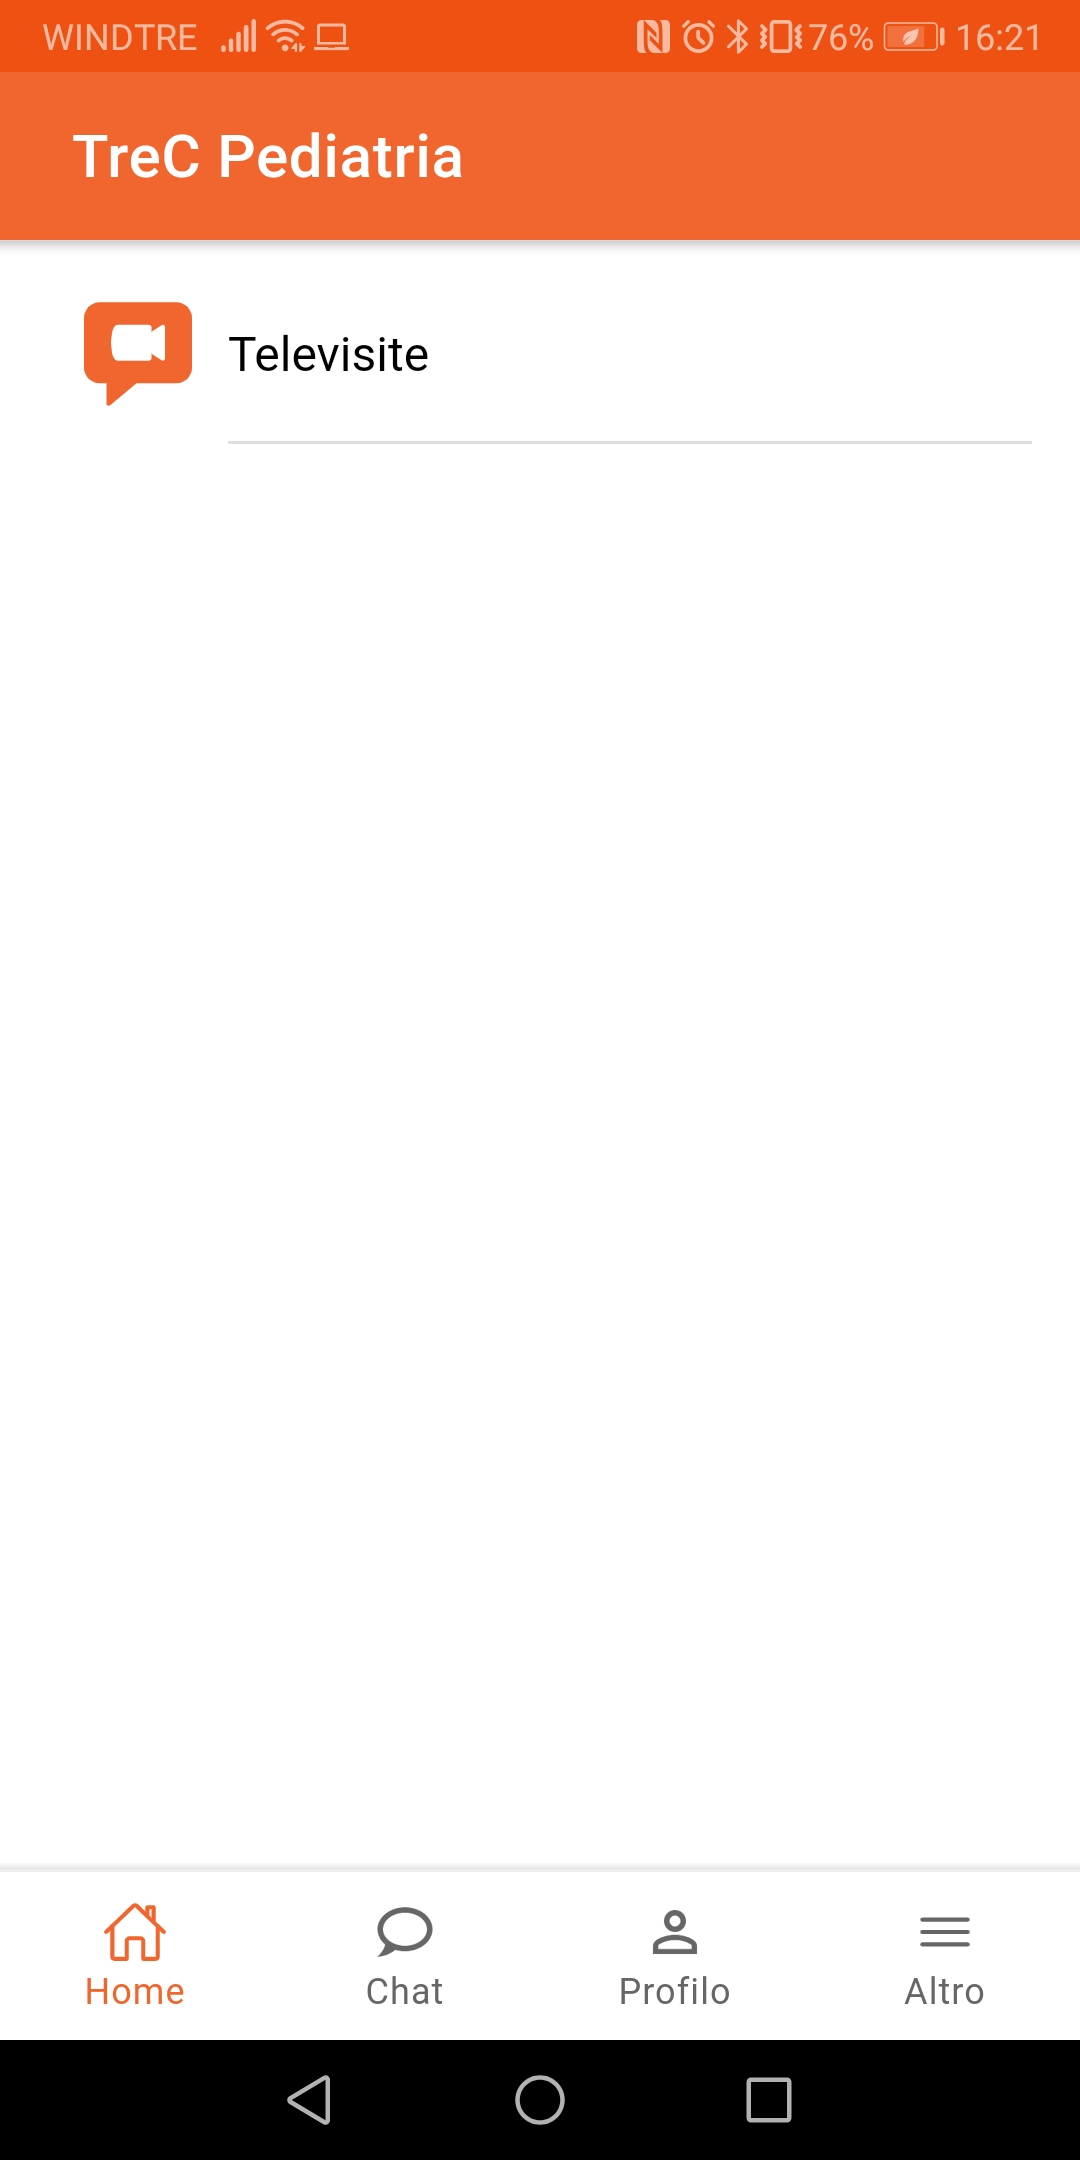 WINDTRE 76% 16:21
TreC Pediatria
Televisite
Home Chat Profilo Altro